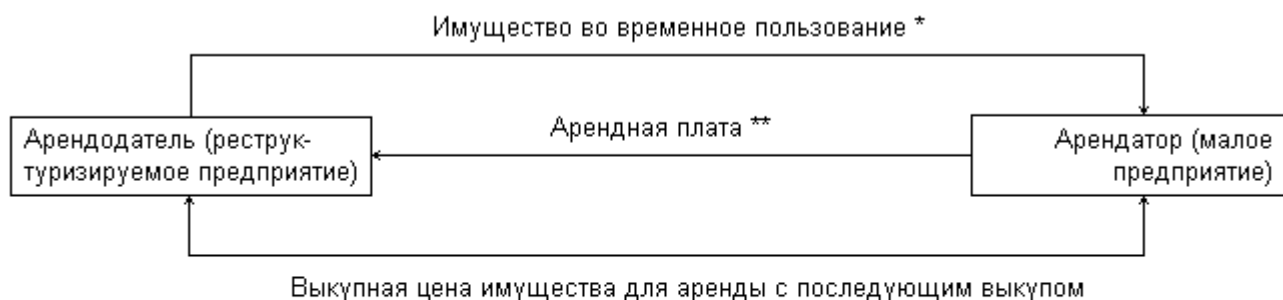 Имущество во временное пользование *
Арендодатель (реструк-
туризируемое предприятие)
Арендная плата **
Арендатор (малое
предприятие)
Выкупная цена имущества для аренды с последующим выкупом